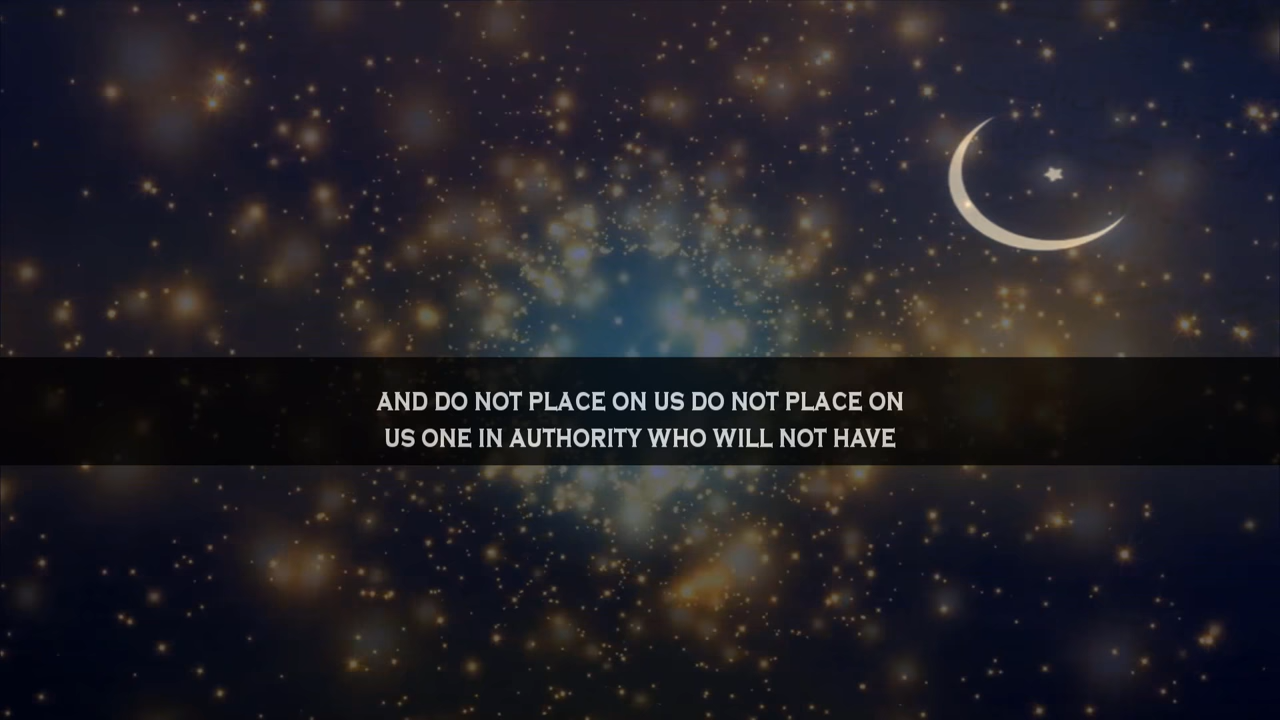 AND DO NOT PLACE ON US DO NOT PLACE ON
US ONE IN AUTHORITY WHO WILL NOT HAVE